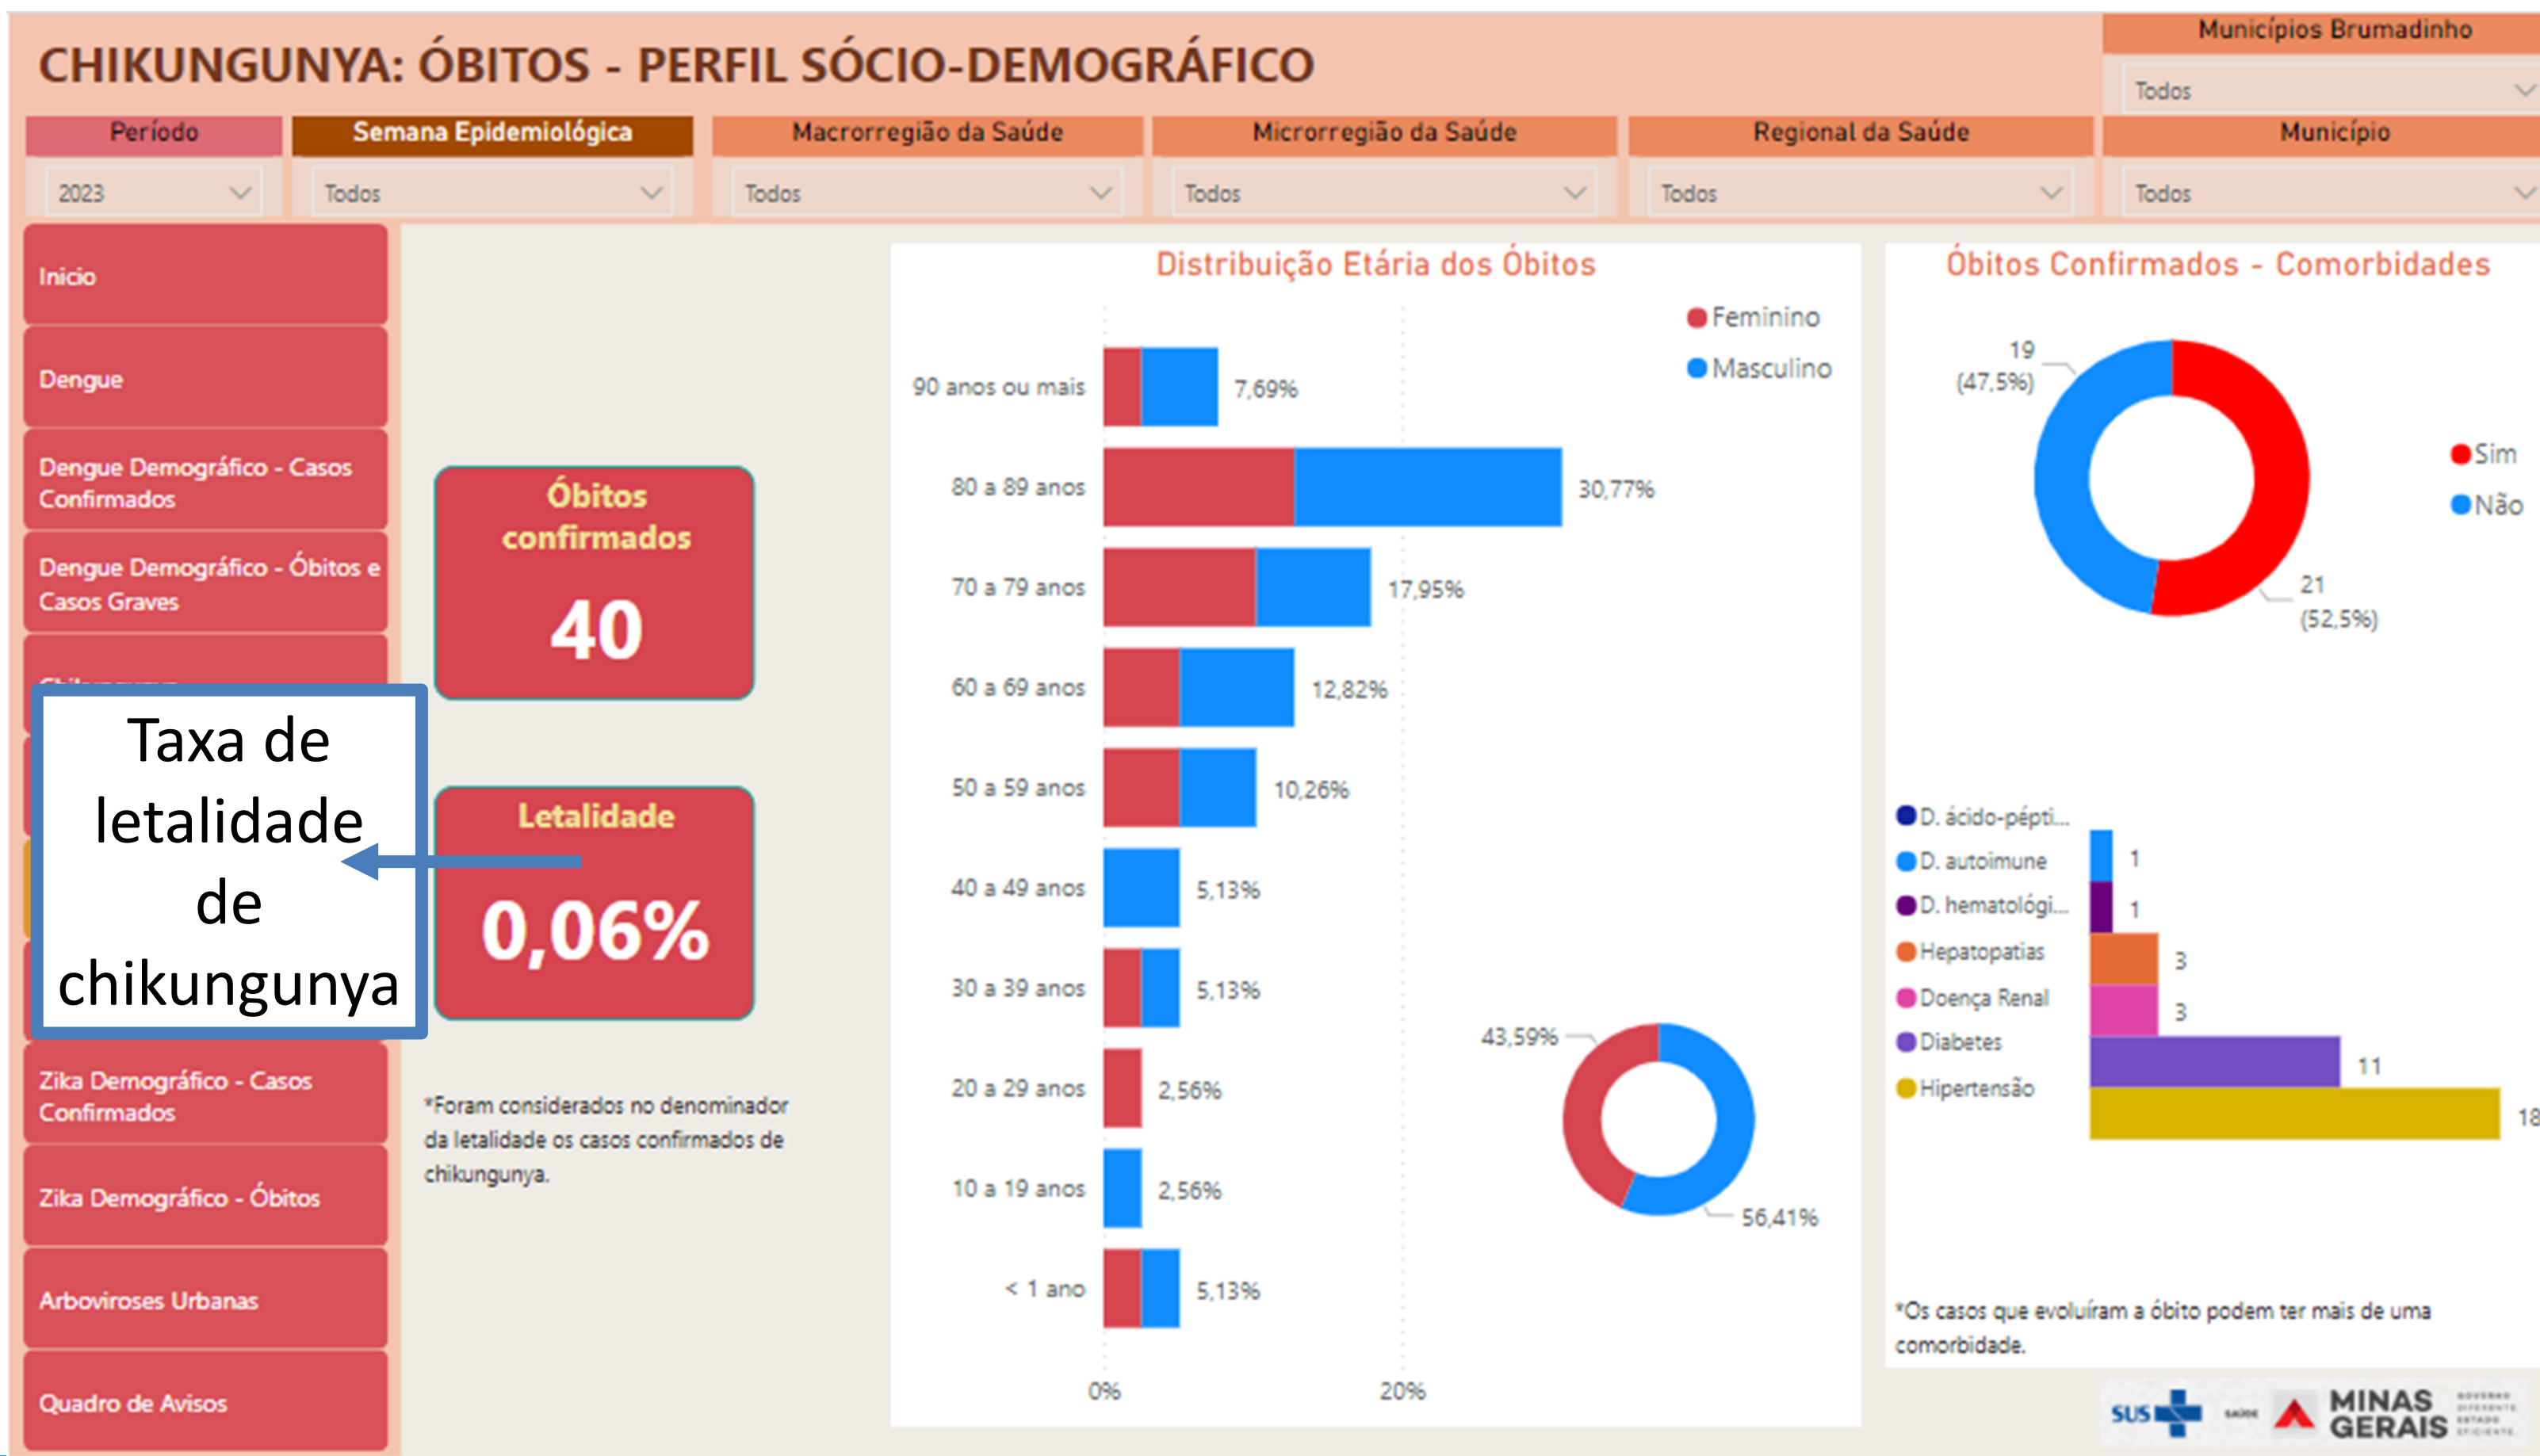 CHIKUNGUNYA: ÓBITOS - PERFIL SÓCIO-DEMOGRÁFICO
Municípios Brumadinho
Todos
Período
2023
Semana Epidemiológica
Todos
Macrorregião da Saúde
Todos
Microrregião da Saúde
Todos
Regional da Saúde
Todos
Município
Todos
Inicio
Dengue
Dengue Demográfico - Casos
Confirmados
Dengue Demográfico - Óbitos e
Casos Graves
Taxa de
letalidade
de
chikungunya
Zika Demográfico - Casos
Confirmados
Zika Demográfico - Óbitos
Arboviroses Urbanas
Quadro de Avisos
Óbitos
confirmados
40
Letalidade
0,06%
*Foram considerados no denominador
da letalidade os casos confirmados de
chikungunya.
Distribuição Etária dos Óbitos
Feminino
Masculino
90 anos ou mais 7,69%
80 a 89 anos 30,77%
70 a 79 anos 17,95%
60 a 69 anos 12,82%
50 a 59 anos 10,26%
40 a 49 anos 5,13%
30 a 39 anos 5,13%
20 a 29 anos 2,56%
10 a 19 anos 2,56%
< 1 ano 5,13%
0% 20%
43,59%
56,41%
Óbitos Confirmados - Comorbidades
19
(47,5%)
Sim
Não
21
(52,5%)
D. ácido-pépti...
D. autoimune 1
D. hematológi... 1
Hepatopatias 3
Doença Renal 3
Diabetes 11
Hipertensão 18
*Os casos que evoluíram a óbito podem ter mais de uma
comorbidade.
SUS
SAÚDE
MINAS
GERAIS
GOVERNO
DIFERENTE.
ESTADO
EFICIENTE.